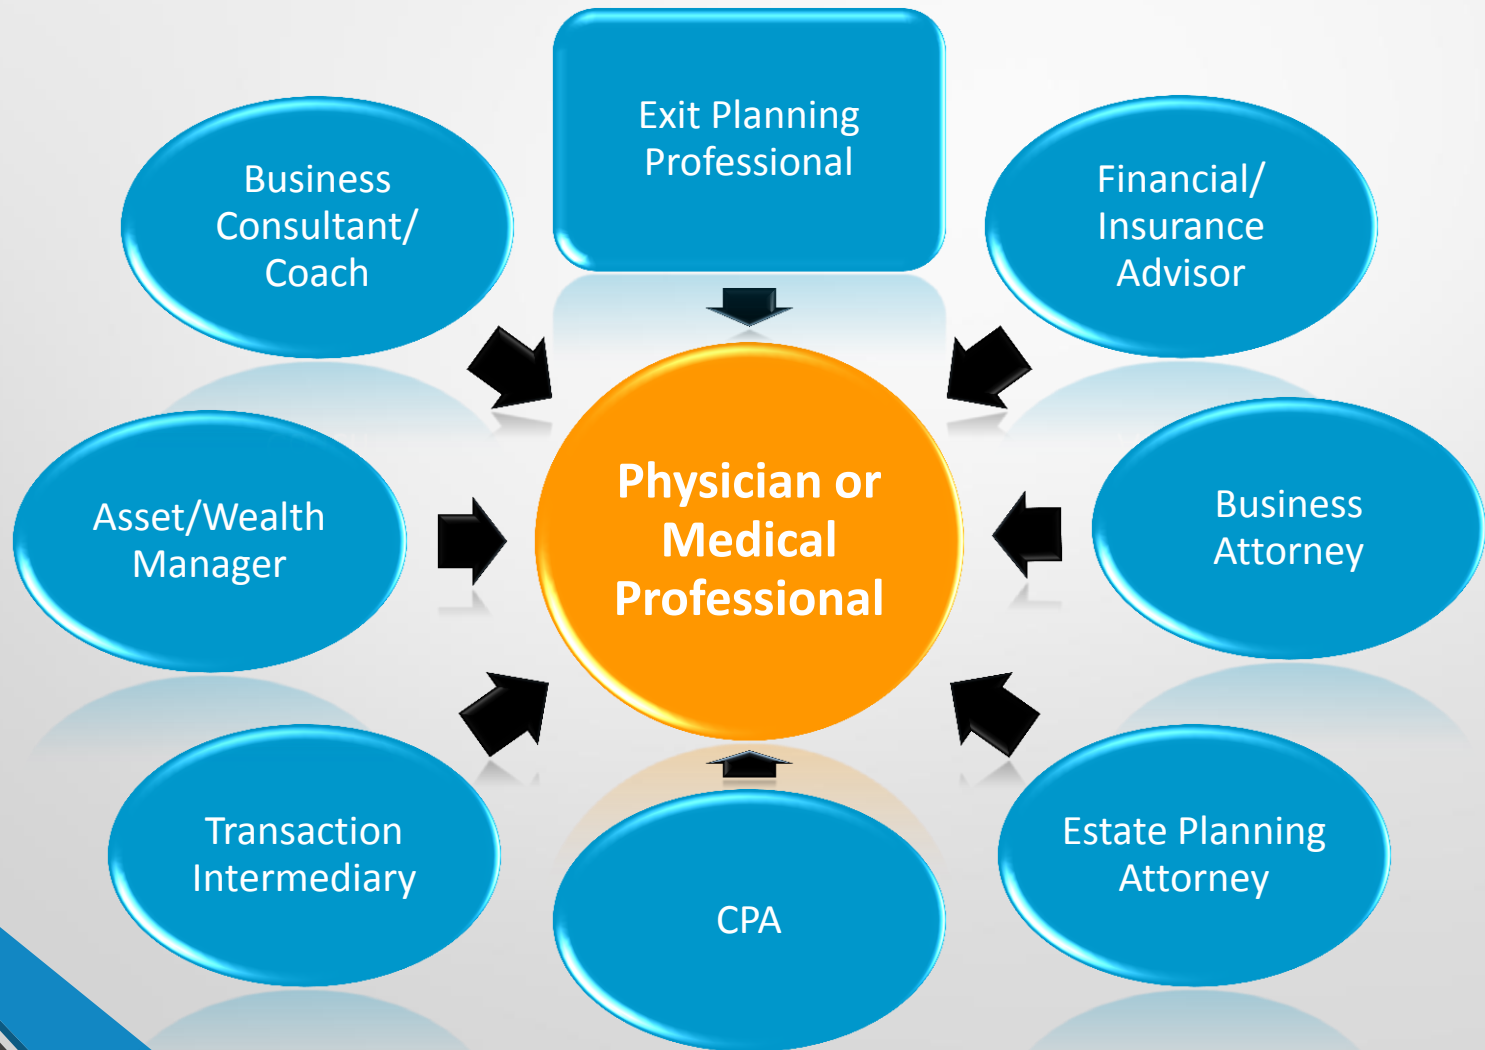 Exit Planning
Professional
Business
Consultant/
Coach
Financial/
Insurance
Advisor
Physician or
Medical
Professional
Asset/Wealth
Manager
Business
Attorney
Transaction
Intermediary
Estate Planning
Attorney
CPA